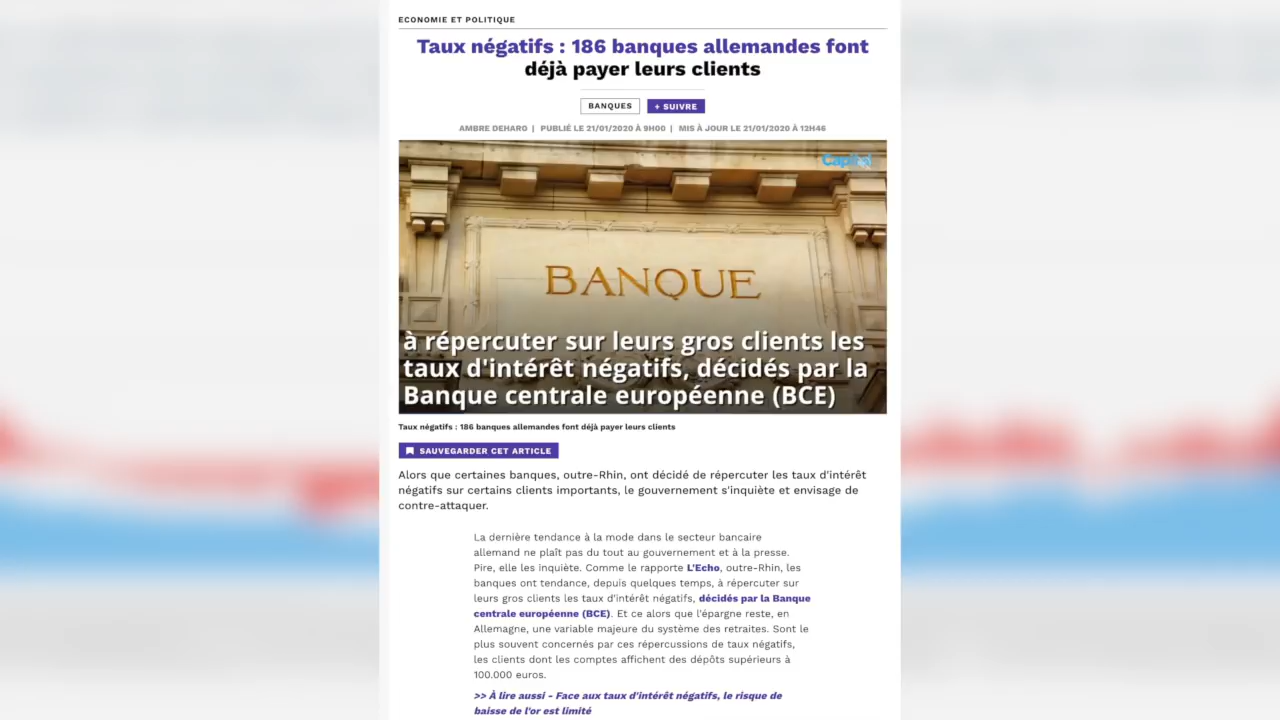 ECONOMIE ET POLITIQUE
Taux négatifs : 186 banques allemandes font
déjà payer leurs clients
BANQUES
+ SUIVRE
AMBRE DEHARO | PUBLIÉ LE 21/01/2020 À 9H00 | MIS À JOUR LE 21/01/2020 À 12H46
Capital
BANQUE
à répercuter sur leurs gros clients les
taux d'intérêt négatifs, décidés par la
Banque centrale européenne (BCE)
Taux négatifs : 186 banques allemandes font déjà payer leurs clients
SAUVEGARDER CET ARTICLE
Alors que certaines banques, outre-Rhin, ont décidé de répercuter les taux d'intérêt
négatifs sur certains clients importants, le gouvernement s'inquiète et envisage de
contre-attaquer.
La dernière tendance à la mode dans le secteur bancaire
allemand ne plaît pas du tout au gouvernement et à la presse.
Pire, elle les inquiète. Comme le rapporte L'Echo, outre-Rhin, les
banques ont tendance, depuis quelques temps, à répercuter sur
leurs gros clients les taux d'intérêt négatifs, décidés par la Banque
centrale européenne (BCE). Et ce alors que l'épargne reste, en
Allemagne, une variable majeure du système des retraites. Sont le
plus souvent concernés par ces répercussions de taux négatifs,
les clients dont les comptes affichent des dépôts supérieurs à
100.000 euros.
>> À lire aussi - Face aux taux d'intérêt négatifs, le risque de
baisse de l'or est limité